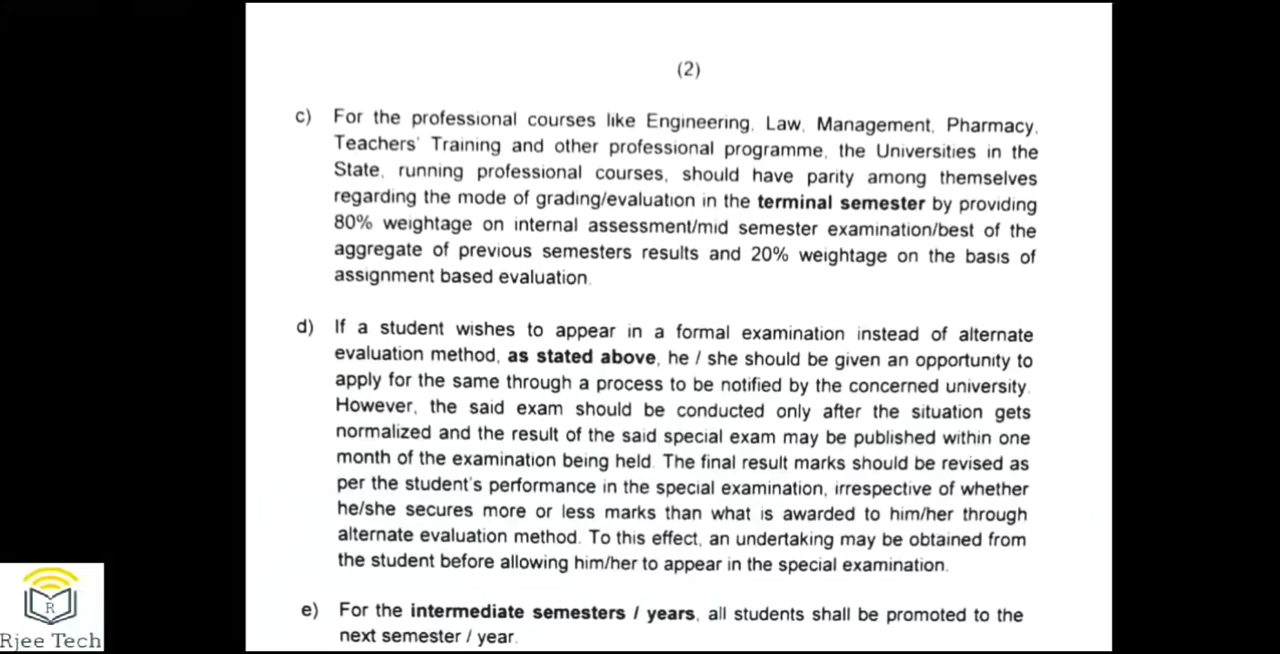 (2)
c) For the professional courses like Engineering, Law, Management, Pharmacy,
Teachers' Training and other professional programme, the Universities in the
State, running professional courses, should have parity among themselves
regarding the mode of grading/evaluation in the terminal semester by providing
80% weightage on internal assessment/mid semester examination/best of the
aggregate of previous semesters results and 20% weightage on the basis of
assignment based evaluation.
d) If a student wishes to appear in a formal examination instead of alternate
evaluation method, as stated above, he / she should be given an opportunity to
apply for the same through a process to be notified by the concerned university.
However, the said exam should be conducted only after the situation gets
normalized and the result of the said special exam may be published within one
month of the examination being held. The final result marks should be revised as
per the student's performance in the special examination, irrespective of whether
he/she secures more or less marks than what is awarded to him/her through
alternate evaluation method. To this effect, an undertaking may be obtained from
the student before allowing him/her to appear in the special examination.
e) For the intermediate semesters / years, all students shall be promoted to the
next semester / year.
R
Rjee Tech